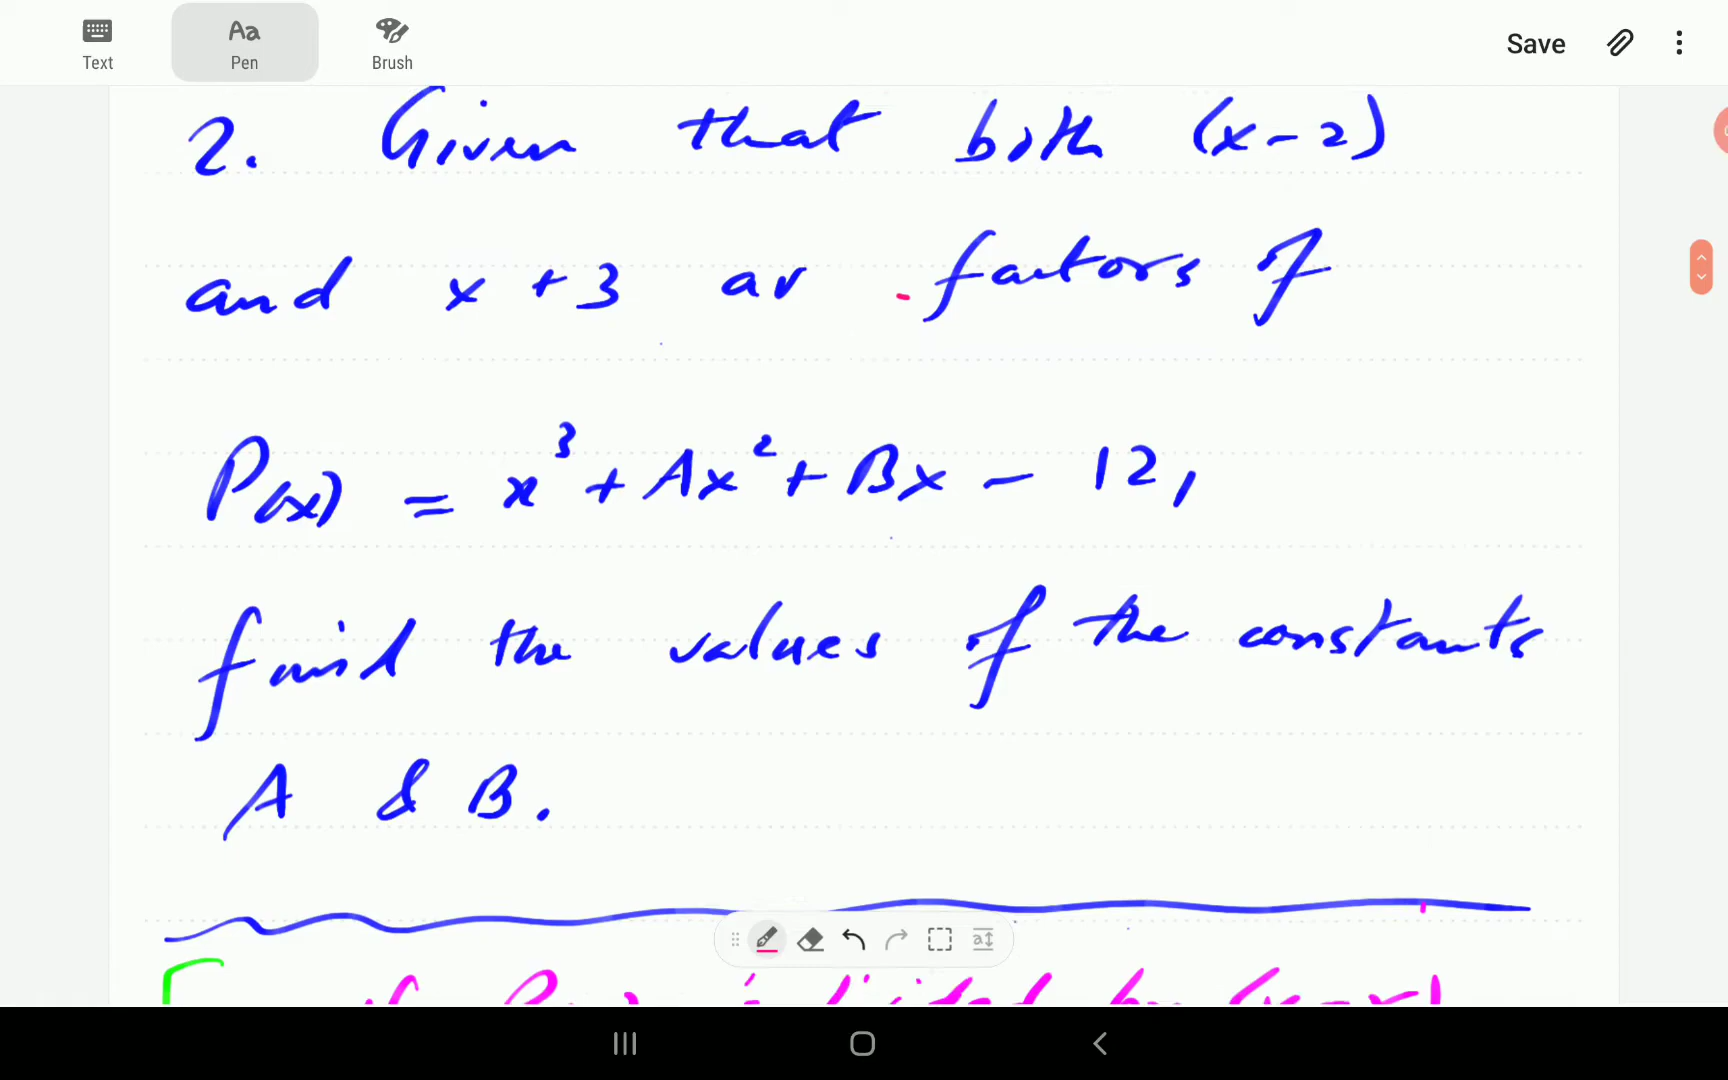 Text
Aa
Pen
Brush
Save
2. Given that both (x-2)
and x+3 ar factors of
P(x) = x³ + Ax² + Bx - 12,
find the values of the constants
A & B.